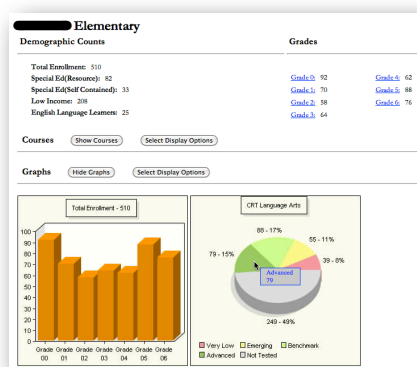 Elementary
Demographic Counts
Grades
Total Enrollment: 510
Special Ed(Resource): 82
Special Ed(Self Contained): 33
Low Income: 208
English Language Learners: 25
Grade 0: 92
Grade 4: 62
Grade 1: 70
Grade 5: 88
Grade 2: 58
Grade 6: 76
Grade 3: 64
Courses
Show Courses
Select Display Options
Graphs
Hide Graphs
Select Display Options
Total Enrollment - 510
100
90
80
70
60
50
40
30
20
10
0
Grade 00
Grade 01
Grade 02
Grade 03
Grade 04
Grade 05
Grade 06
CRT Language Arts
88 - 17%
55 - 11%
79 - 15%
39 - 8%
Advanced
79
249 - 49%
Very Low
Emerging
Benchmark
Advanced
Not Tested